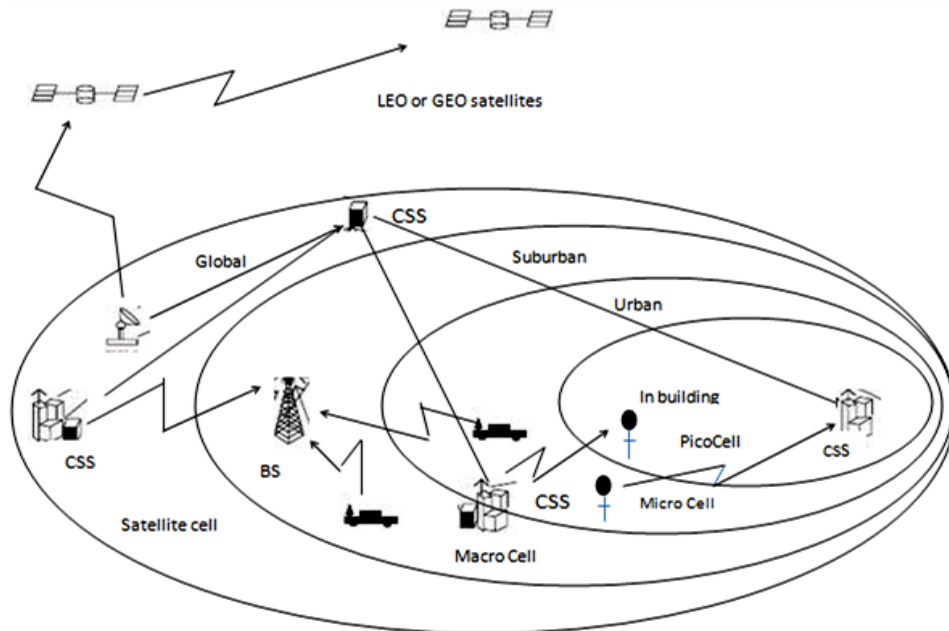 LEO or GEO satellites
CSS
Global
Suburban
Urban
In building
PicoCell
CSS
CSS
BS
CSS
Micro Cell
Satellite cell
Macro Cell